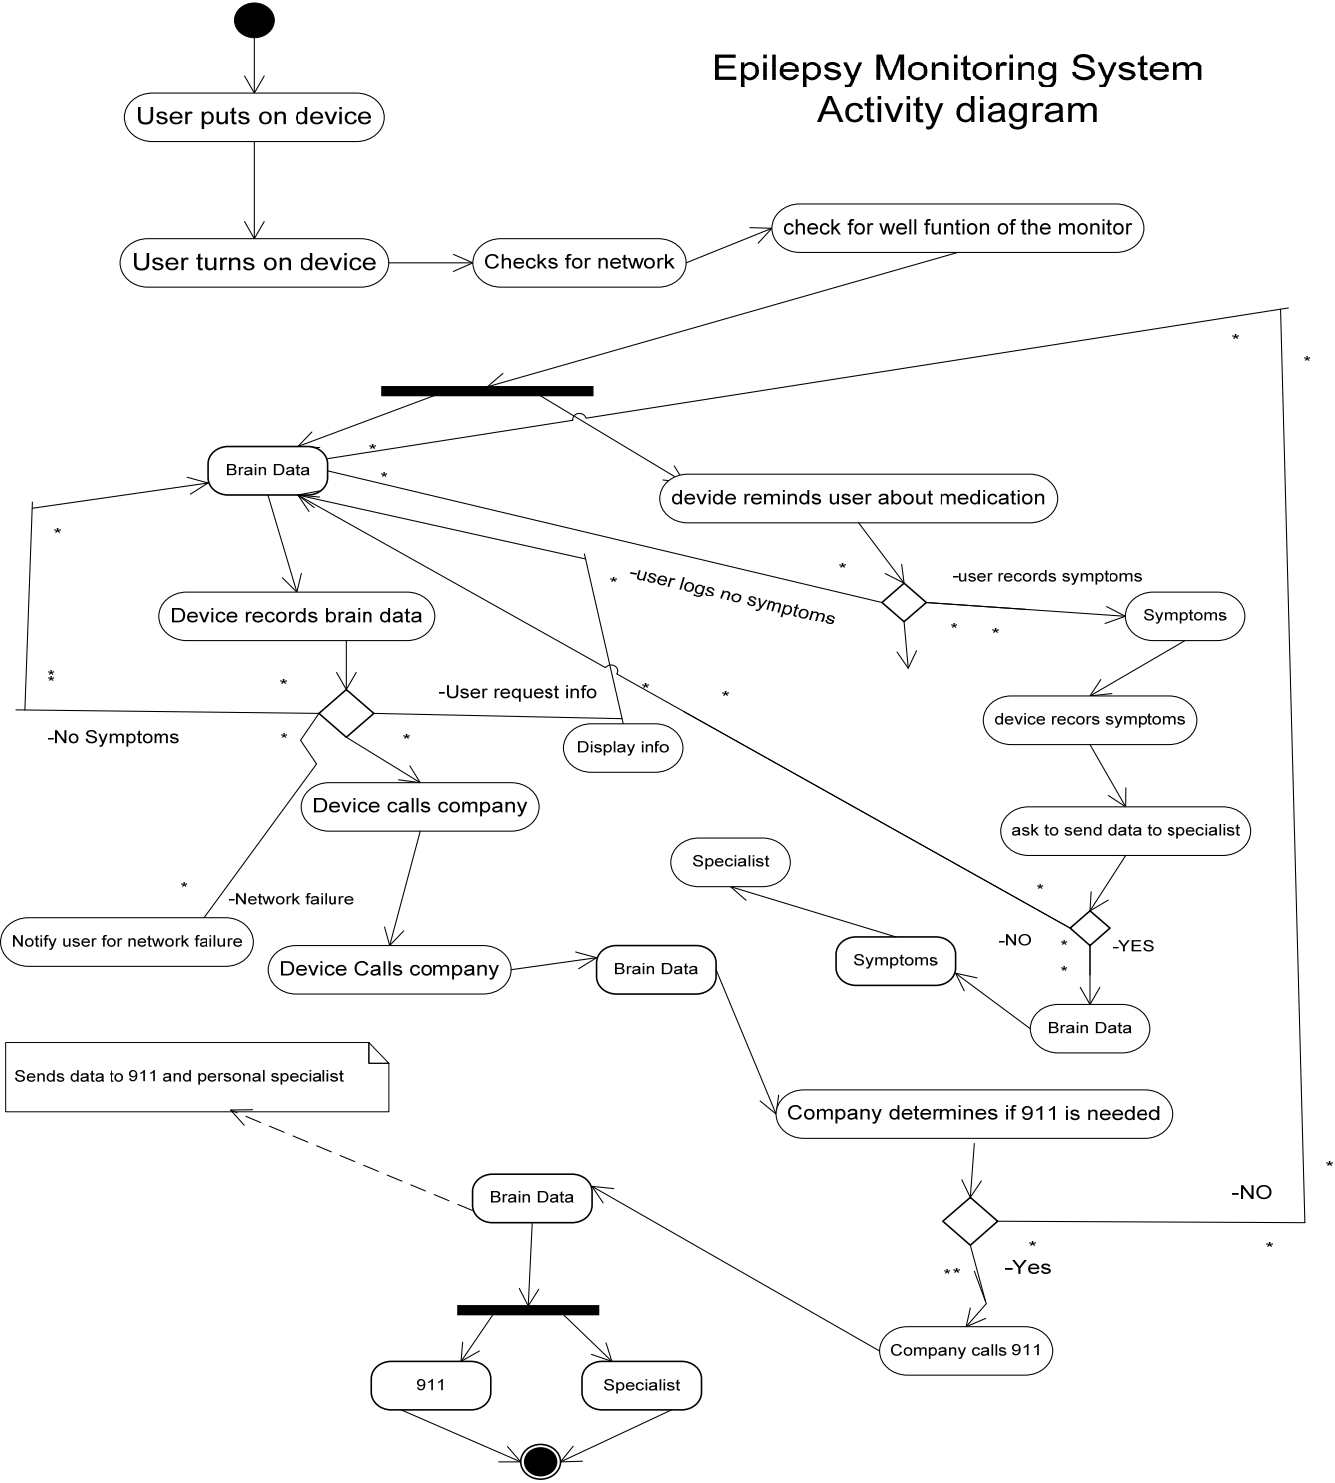 Epilepsy Monitoring System
Activity diagram
User puts on device
User turns on device
Checks for network
check for well funtion of the monitor
*
*
Brain Data
*
*
devide reminds user about medication
*
*
*
-user logs no symptoms
-user records symptoms
*
*
Symptoms
Device records brain data
*
*
*
-User request info
*
*
device recors symptoms
-No Symptoms
*
*
Display info
Device calls company
ask to send data to specialist
Specialist
*
*
-Network failure
Notify user for network failure
-NO
*
-YES
*
Symptoms
Device Calls company
Brain Data
Brain Data
Sends data to 911 and personal specialist
Company determines if 911 is needed
*
Brain Data
-NO
*
*
**
-Yes
Company calls 911
911
Specialist